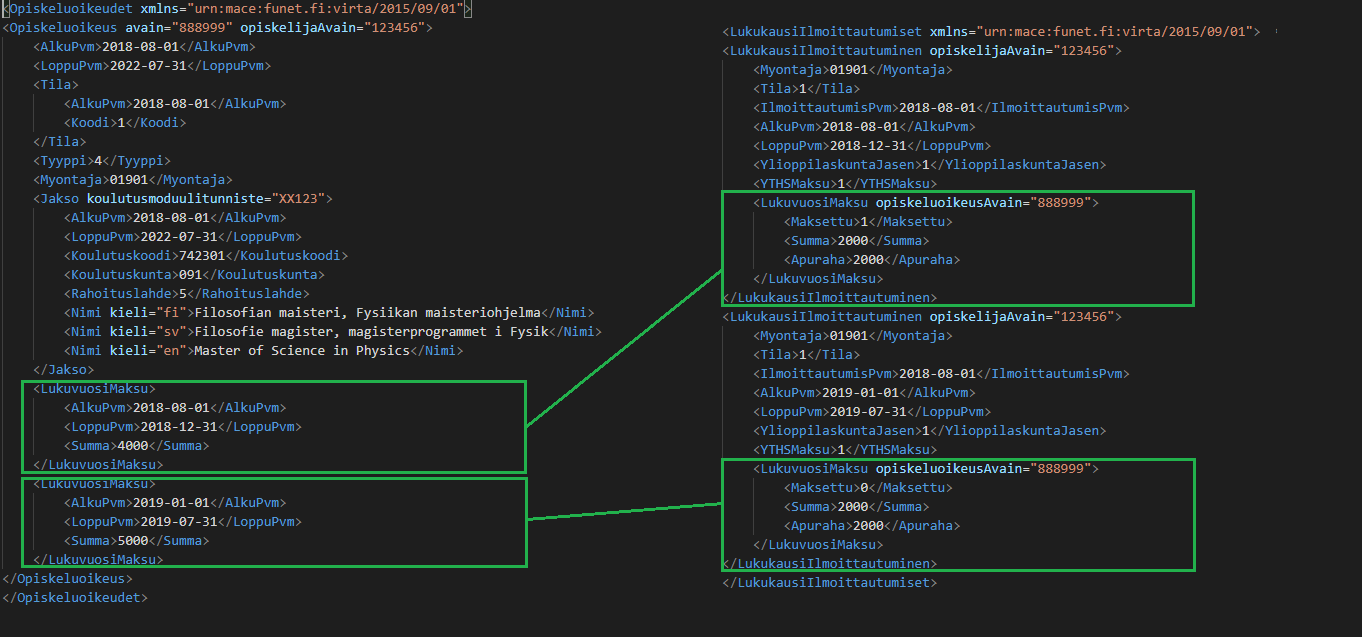 <Opiskeluoikeudet xmlns="urn:mace:funet.fi:virta/2015/09/01">
<Opiskeluoikeus avain="888999" opiskelijaAvain="123456">
<AlkuPvm>2018-08-01</AlkuPvm>
<LoppuPvm>2022-07-31</LoppuPvm>
<Tila>
<AlkuPvm>2018-08-01</AlkuPvm>
<Koodi>1</Koodi>
</Tila>
<Tyyppi>4</Tyyppi>
<Myontaja>01901</Myontaja>
<Jakso koulutusmoduulitunniste="XX123">
<AlkuPvm>2018-08-01</AlkuPvm>
<LoppuPvm>2022-07-31</LoppuPvm>
<Koulutuskoodi>742301</Koulutuskoodi>
<Koulutuskunta>091</Koulutuskunta>
<Rahoituslahde>5</Rahoituslahde>
<Nimi kieli="fi">Filosofian maisteri, Fysiikan maisteriohjelma</Nimi>
<Nimi kieli="sv">Filosofie magister, magisterprogrammet i Fysik</Nimi>
<Nimi kieli="en">Master of Science in Physics</Nimi>
</Jakso>
<LukuvuosiMaksu>
<AlkuPvm>2018-08-01</AlkuPvm>
<LoppuPvm>2018-12-31</LoppuPvm>
<Summa>4000</Summa>
</LukuvuosiMaksu>
<LukuvuosiMaksu>
<AlkuPvm>2019-01-01</AlkuPvm>
<LoppuPvm>2019-07-31</LoppuPvm>
<Summa>5000</Summa>
</LukuvuosiMaksu>
</Opiskeluoikeus>
</Opiskeluoikeudet>
<LukukausiIlmoittautumiset xmlns="urn:mace:funet.fi:virta/2015/09/01">
<LukukausiIlmoittautuminen opiskelijaAvain="123456">
<Myontaja>01901</Myontaja>
<Tila>1</Tila>
<IlmoittautumisPvm>2018-08-01</IlmoittautumisPvm>
<AlkuPvm>2018-08-01</AlkuPvm>
<LoppuPvm>2018-12-31</LoppuPvm>
<YlioppilaskuntaJasen>1</YlioppilaskuntaJasen>
<YTHSMaksu>1</YTHSMaksu>
<LukuvuosiMaksu opiskeluoikeusAvain="888999">
<Maksettu>1</Maksettu>
<Summa>2000</Summa>
<Apuraha>2000</Apuraha>
</LukuvuosiMaksu>
</LukukausiIlmoittautuminen>
<LukukausiIlmoittautuminen opiskelijaAvain="123456">
<Myontaja>01901</Myontaja>
<Tila>1</Tila>
<IlmoittautumisPvm>2018-08-01</IlmoittautumisPvm>
<AlkuPvm>2019-01-01</AlkuPvm>
<LoppuPvm>2019-07-31</LoppuPvm>
<YlioppilaskuntaJasen>1</YlioppilaskuntaJasen>
<YTHSMaksu>1</YTHSMaksu>
<LukuvuosiMaksu opiskeluoikeusAvain="888999">
<Maksettu>0</Maksettu>
<Summa>2000</Summa>
<Apuraha>2000</Apuraha>
</LukuvuosiMaksu>
</LukukausiIlmoittautuminen>
</LukukausiIlmoittautumiset>